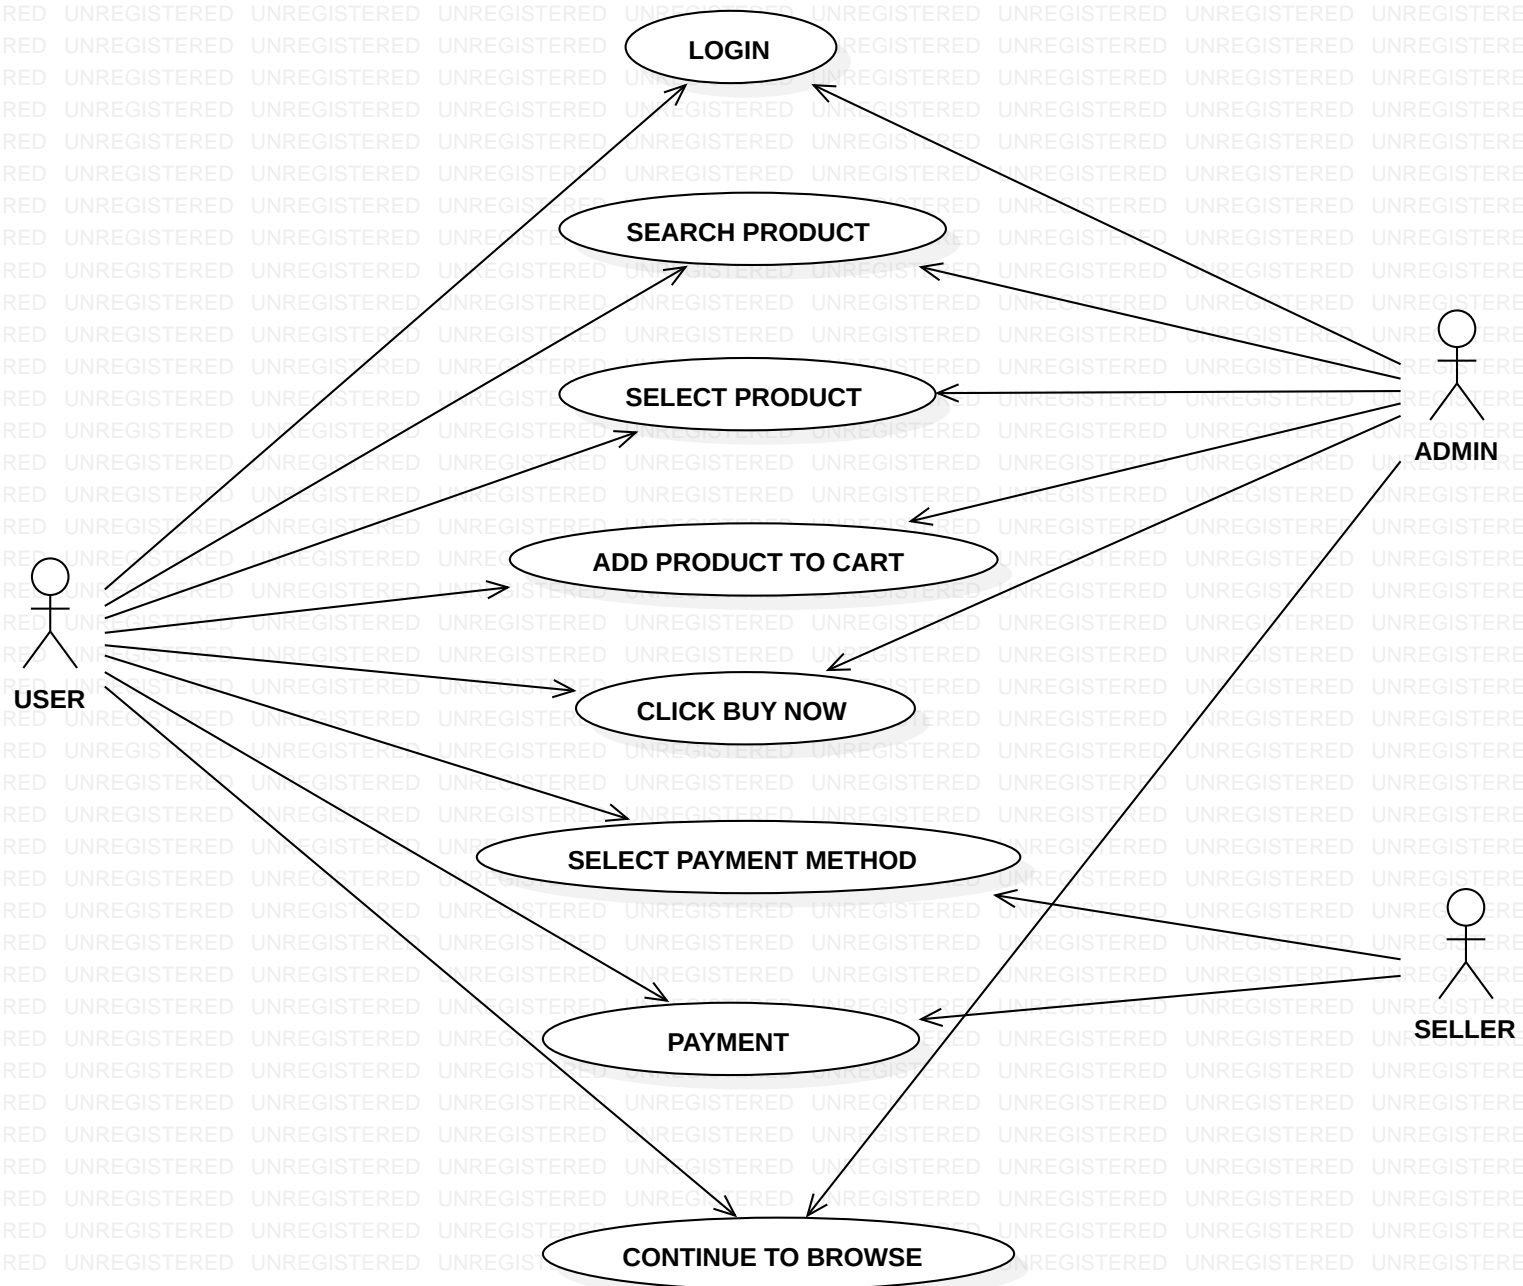 LOGIN
SEARCH PRODUCT
SELECT PRODUCT
ADMIN
ADD PRODUCT TO CART
USER
CLICK BUY NOW
SELECT PAYMENT METHOD
SELLER
PAYMENT
CONTINUE TO BROWSE
UNREGISTERED